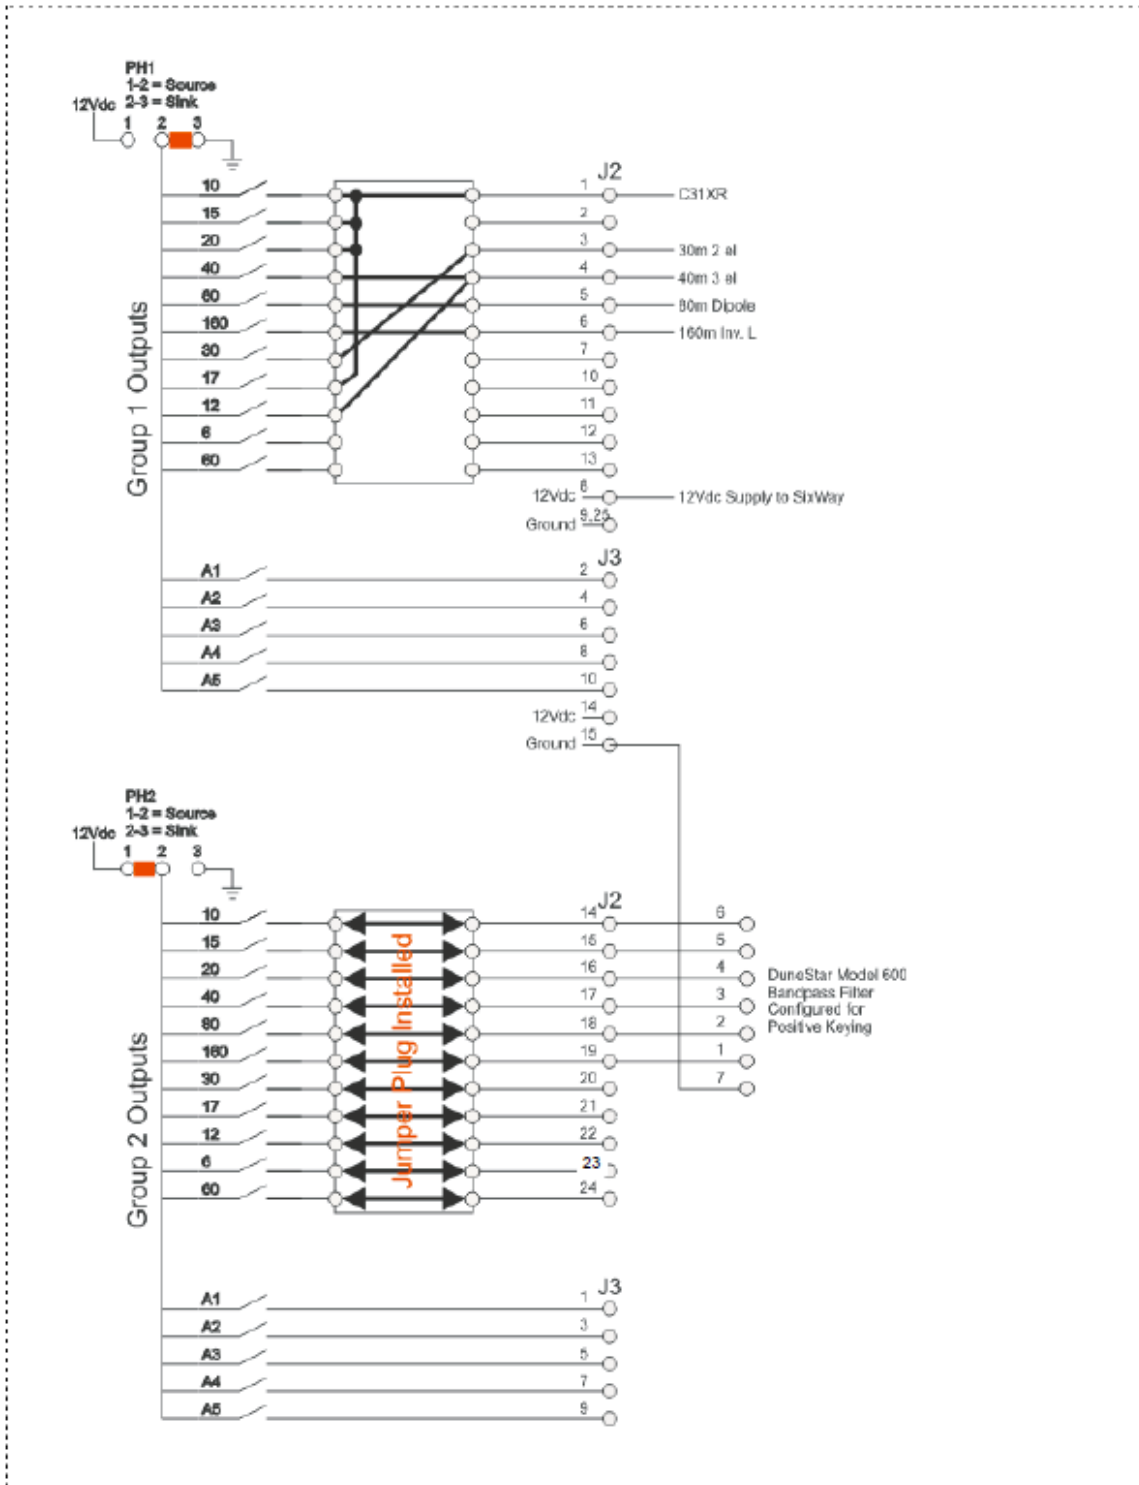 PH1
1-2 = Source
12Vdc 2-3 = Sink
1 2 3
J2
10 1 C31XR
15 2
20 3 30m 2 el
40 4 40m 3 el
60 5 80m Dipole
160 6 160m Inv. L
30 7
17 10
12 11
6 12
60 13
Group 1 Outputs
12Vdc 8 12Vdc Supply to SixWay
Ground 9,25
J3
A1 2
A2 4
A3 6
A4 8
A5 10
12Vdc 14
Ground 15
PH2
1-2 = Source
12Vdc 2-3 = Sink
1 2 3
J2
10 14 6
15 15 5
20 16 4 DuneStar Model 600
40 17 3 Bandpass Filter
Configured for
80 18 2 Positive Keying
160 19 1
30 20 7
17 21
12 22
6 23
60 24
Jumper Plug Installed
Group 2 Outputs
J3
A1 1
A2 3
A3 5
A4 7
A5 9